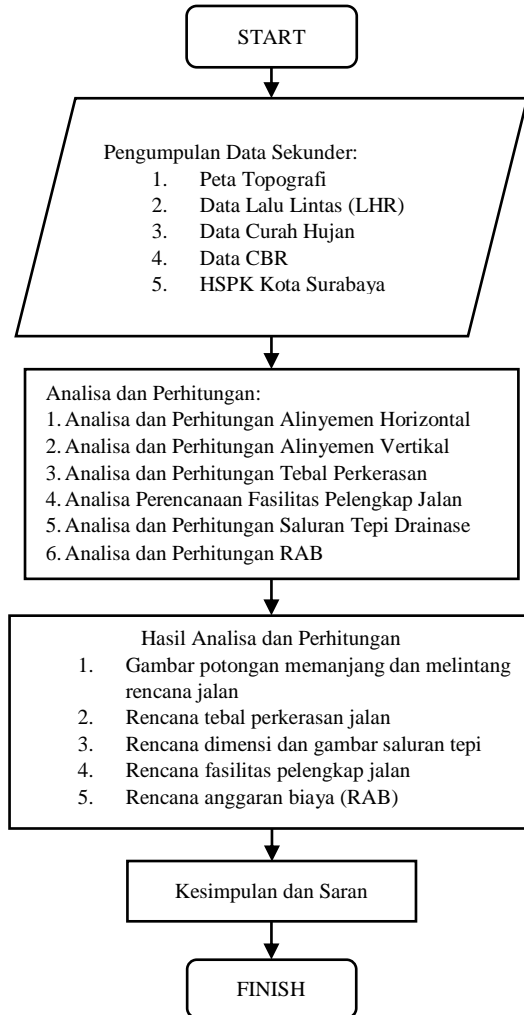 START
Pengumpulan Data Sekunder:
1. Peta Topografi
2. Data Lalu Lintas (LHR)
3. Data Curah Hujan
4. Data CBR
5. HSPK Kota Surabaya
Analisa dan Perhitungan:
1. Analisa dan Perhitungan Alinyemen Horizontal
2. Analisa dan Perhitungan Alinyemen Vertikal
3. Analisa dan Perhitungan Tebal Perkerasan
4. Analisa Perencanaan Fasilitas Pelengkap Jalan
5. Analisa dan Perhitungan Saluran Tepi Drainase
6. Analisa dan Perhitungan RAB
Hasil Analisa dan Perhitungan
1. Gambar potongan memanjang dan melintang
rencana jalan
2. Rencana tebal perkerasan jalan
3. Rencana dimensi dan gambar saluran tepi
4. Rencana fasilitas pelengkap jalan
5. Rencana anggaran biaya (RAB)
Kesimpulan dan Saran
FINISH